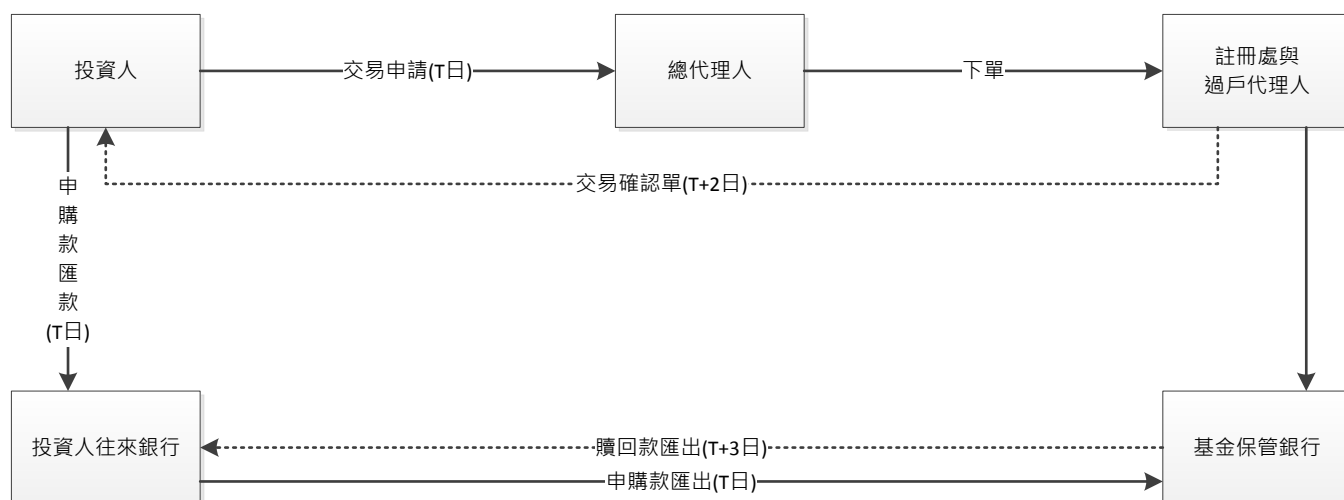 投資人
交易申請(T日)
總代理人
下單
註冊處與
過戶代理人
交易確認單(T+2日)
申
購
款
匯
款
(T日)
投資人往來銀行
贖回款匯出(T+3日)
申購款匯出(T日)
基金保管銀行